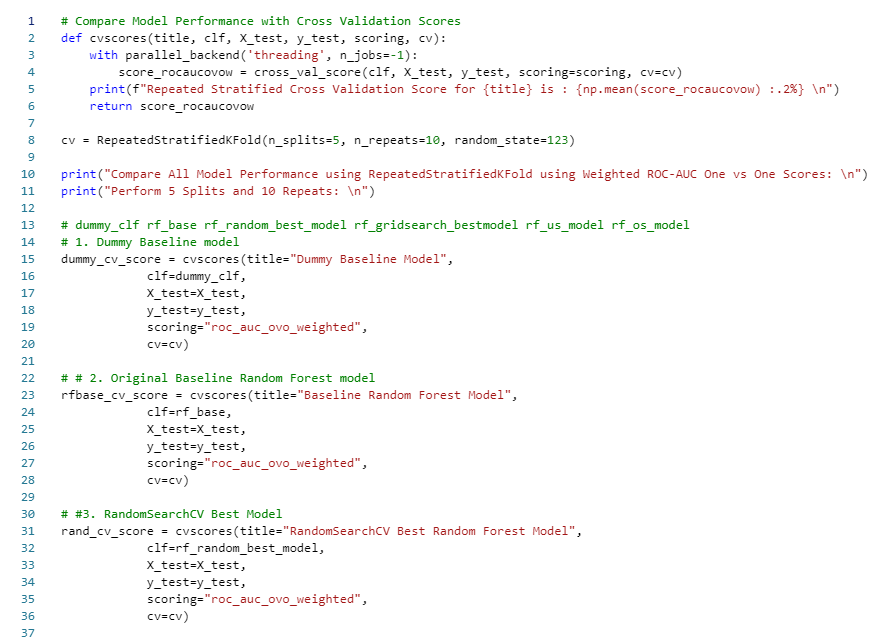 1 # Compare Model Performance with Cross Validation Scores
2 def cvscores(title, clf, X_test, y_test, scoring, cv):
3     with parallel_backend('threading', n_jobs=-1):
4         score_rocaucovow = cross_val_score(clf, X_test, y_test, scoring=scoring, cv=cv)
5     print(f"Repeated Stratified Cross Validation Score for {title} is : {np.mean(score_rocaucovow) :.2%} \n")
6     return score_rocaucovow
7
8 cv = RepeatedStratifiedKFold(n_splits=5, n_repeats=10, random_state=123)
9
10 print("Compare All Model Performance using RepeatedStratifiedKFold using Weighted ROC-AUC One vs One Scores: \n")
11 print("Perform 5 Splits and 10 Repeats: \n")
12
13 # dummy_clf rf_base rf_random_best_model rf_gridsearch_bestmodel rf_us_model rf_os_model
14 # 1. Dummy Baseline model
15 dummy_cv_score = cvscores(title="Dummy Baseline Model",
16             clf=dummy_clf,
17             X_test=X_test,
18             y_test=y_test,
19             scoring="roc_auc_ovo_weighted",
20             cv=cv)
21
22 # # 2. Original Baseline Random Forest model
23 rfbase_cv_score = cvscores(title="Baseline Random Forest Model",
24             clf=rf_base,
25             X_test=X_test,
26             y_test=y_test,
27             scoring="roc_auc_ovo_weighted",
28             cv=cv)
29
30 # #3. RandomSearchCV Best Model
31 rand_cv_score = cvscores(title="RandomSearchCV Best Random Forest Model",
32             clf=rf_random_best_model,
33             X_test=X_test,
34             y_test=y_test,
35             scoring="roc_auc_ovo_weighted",
36             cv=cv)
37